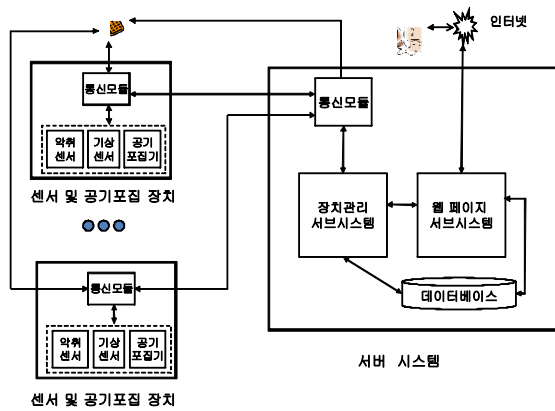 인터넷
통신모듈
악취
센서
기상
센서
공기
포집기
센서 및 공기포집 장치
통신모듈
장치관리
서브시스템
웹 페이지
서브시스템
데이터베이스
서버 시스템
통신모듈
악취
센서
기상
센서
공기
포집기
센서 및 공기포집 장치